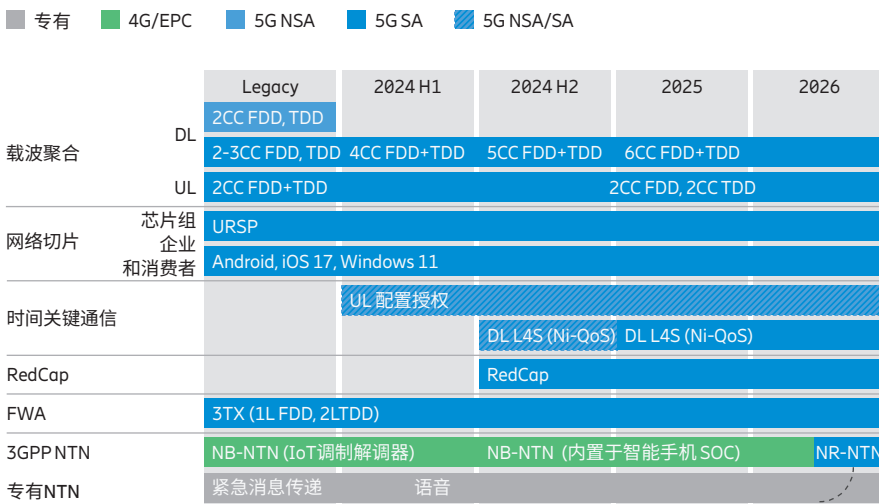 专有 4G/EPC 5G NSA 5G SA 5G NSA/SA
Legacy 2024 H1 2024 H2 2025 2026
载波聚合
DL
2CC FDD, TDD
2-3CC FDD, TDD 4CC FDD+TDD 5CC FDD+TDD 6CC FDD+TDD
UL 2CC FDD+TDD 2CC FDD, 2CC TDD
网络切片
芯片组
URSP
企业
和消费者
Android, iOS 17, Windows 11
时间关键通信
UL 配置授权
DL L4S (Ni-QoS) DL L4S (Ni-QoS)
RedCap RedCap
FWA 3TX (1L FDD, 2LTDD)
3GPP NTN NB-NTN (IoT调制解调器) NB-NTN (内置于智能手机 SOC) NR-NTN
专有NTN 紧急消息传递 语音